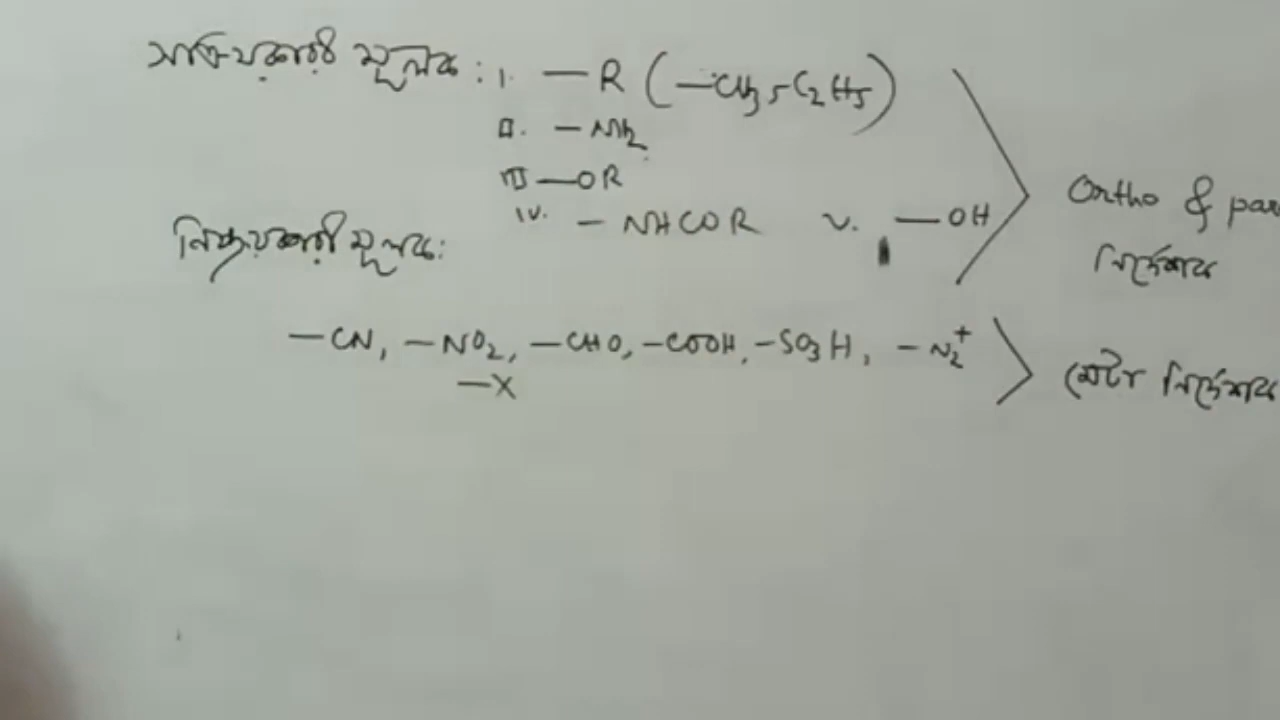 সক্রিয়কারী মূলক : I. —R (—CH3, C2H5)
II. —NH2
III —OR
IV. —NHCOR V. —OH
Ortho & par
নির্দেশক
নিষ্ক্রিয়কারী মূলক:
—CN, —NO2, —CHO, —COOH, —SO3H, —N2+
—X
মেটা নির্দেশক